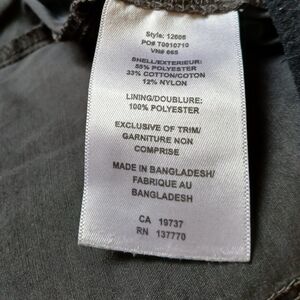 Style: 12666
PO# T0010710
VN# 665
SHELL/EXTERIEUR:
55% POLYESTER
33% COTTON/COTON
12% NYLON
LINING/DOUBLURE:
100% POLYESTER
EXCLUSIVE OF TRIM/
GARNITURE NON
COMPRISE
MADE IN BANGLADESH/
FABRIQUE AU
BANGLADESH
CA 19737
RN 137770